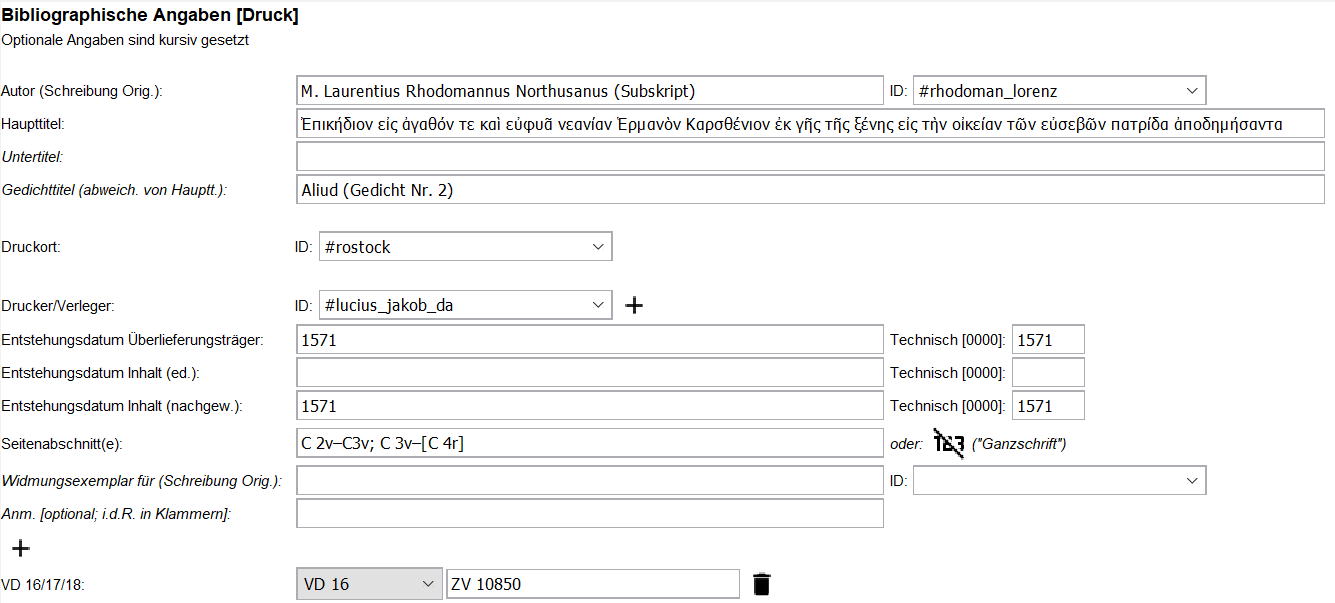 Bibliographische Angaben [Druck]
Optionale Angaben sind kursiv gesetzt
Autor (Schreibung Orig.): M. Laurentius Rhodomannus Northusanus (Subskript) ID: #rhodoman_lorenz
Haupttitel: Ἐπικήδιον εἰς ἀγαθόν τε καὶ εὐφυᾶ νεανίαν Ἑρμανὸν Καρσθένιον ἐκ γῆς τῆς ξένης εἰς τὴν οἰκείαν τῶν εὐσεβῶν πατρίδα ἀποδημήσαντα
Untertitel:
Gedichttitel (abweich. von Hauptt.): Aliud (Gedicht Nr. 2)
Druckort: ID: #rostock
Drucker/Verleger: ID: #lucius_jakob_da
Entstehungsdatum Überlieferungsträger: 1571 Technisch [0000]: 1571
Entstehungsdatum Inhalt (ed.): Technisch [0000]:
Entstehungsdatum Inhalt (nachgew.): 1571 Technisch [0000]: 1571
Seitenabschnitt(e): C 2v–C3v; C 3v–[C 4r] oder: 123 ("Ganzschrift")
Widmungsexemplar für (Schreibung Orig.): ID:
Anm. [optional; i.d.R. in Klammern]:
VD 16/17/18: VD 16 ZV 10850